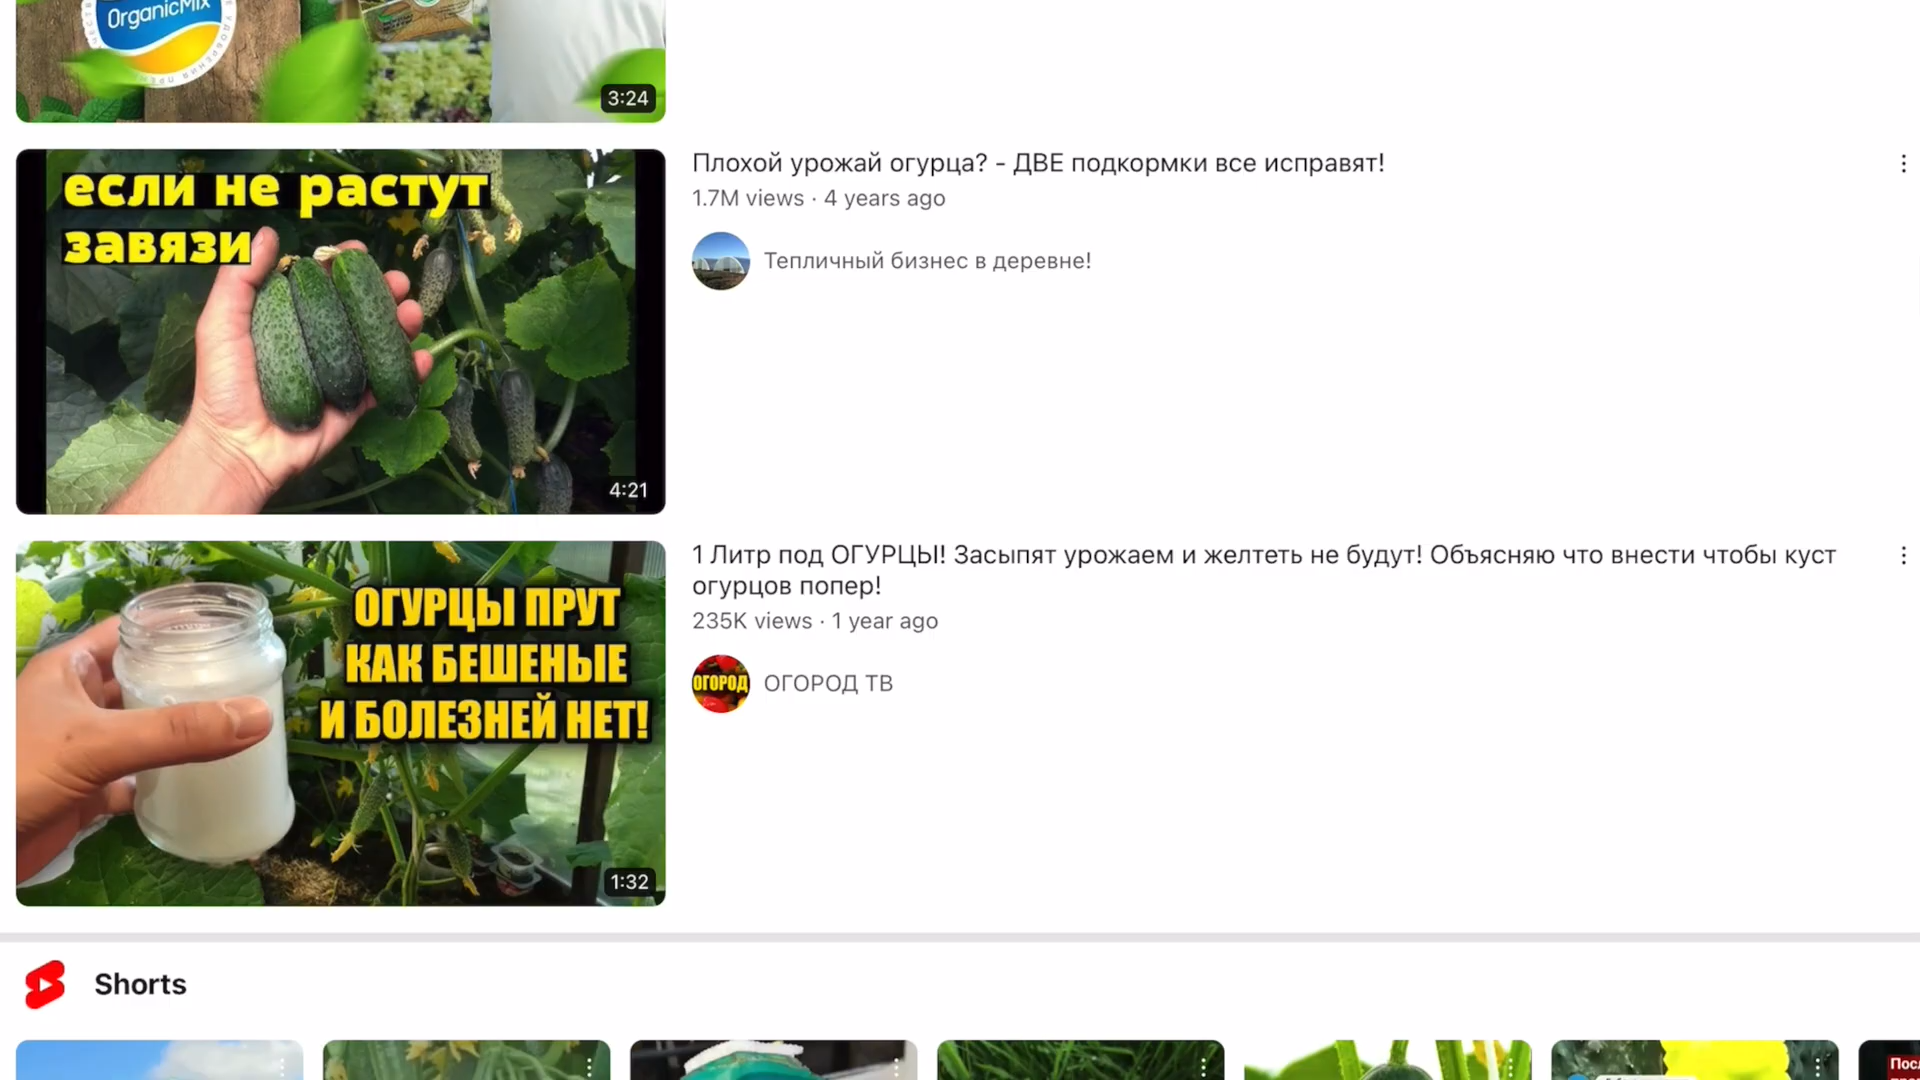 OrganicMix
3:24
если не растут
завязи
4:21
Плохой урожай огурца? - ДВЕ подкормки все исправят!
1.7M views · 4 years ago
Тепличный бизнес в деревне!
ОГУРЦЫ ПРУТ
КАК БЕШЕНЫЕ
И БОЛЕЗНЕЙ НЕТ!
1:32
1 Литр под ОГУРЦЫ! Засыпят урожаем и желтеть не будут! Объясняю что внести чтобы куст
огурцов попер!
235K views · 1 year ago
ОГОРОД
ОГОРОД ТВ
Shorts